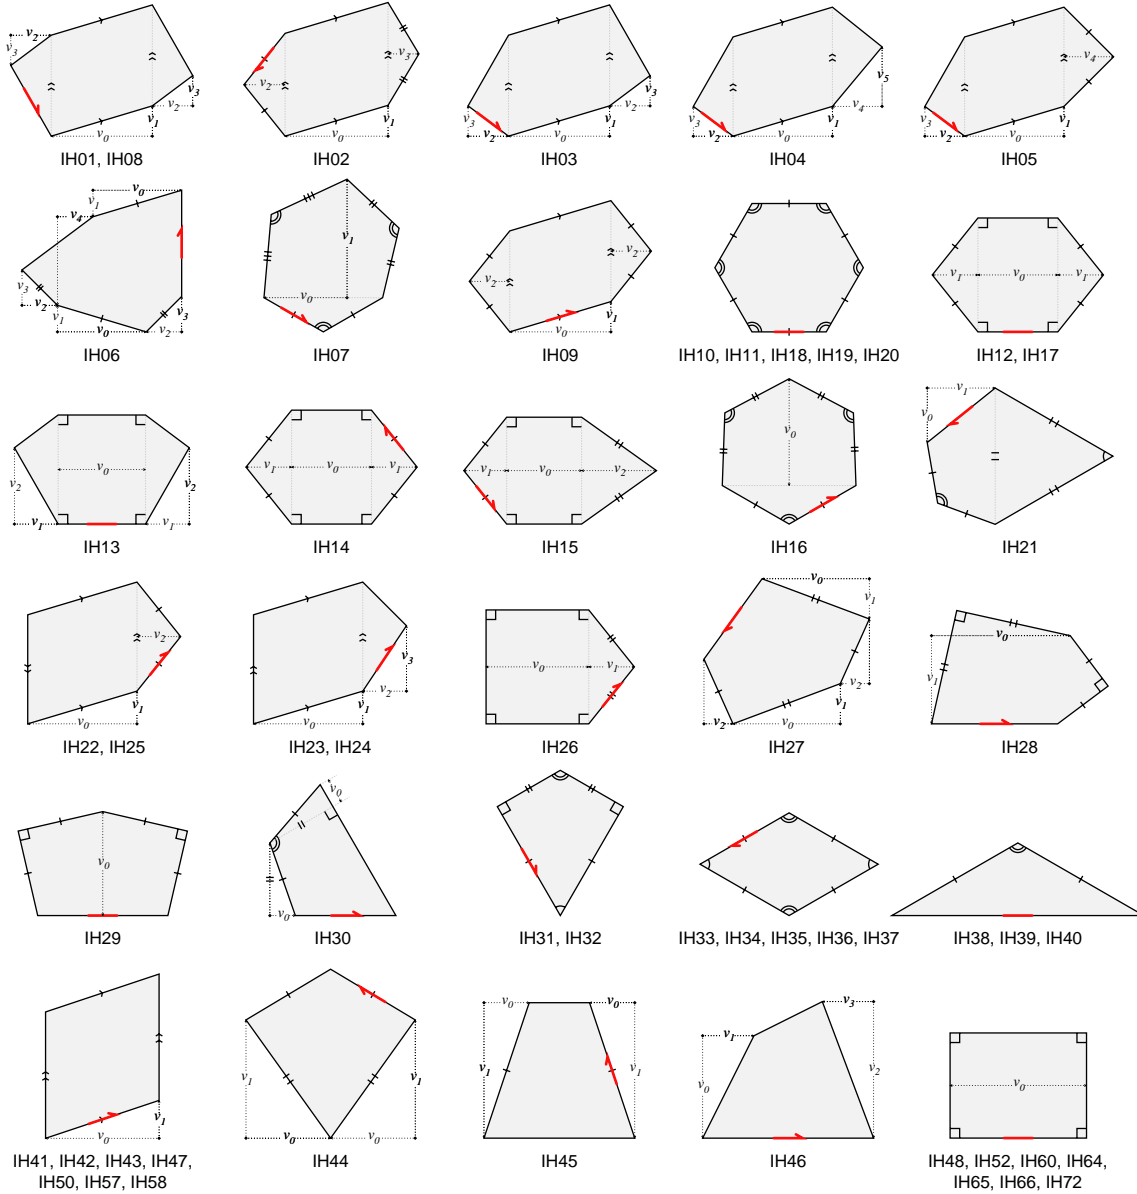 v2 v3 v0 v1 v2 v3
v2 v3 v0 v1
v3 v2 v0 v1 v2 v3
v3 v2 v0 v1 v4 v5
v3 v2 v0 v1 v4
IH01, IH08
IH02
IH03
IH04
IH05
v0 v1 v4 v3 v2 v1 v0 v2 v3
v1 v0
v2 v2 v0 v1
v1 v0 v1
IH06
IH07
IH09
IH10, IH11, IH18, IH19, IH20
IH12, IH17
v0 v2 v2 v1 v1
v1 v0 v1
v1 v0 v2
v0
v1 v0
IH13
IH14
IH15
IH16
IH21
v2 v0 v1
v3 v2 v0 v1
v0 v1
v0 v1 v2 v2 v0 v1
v0 v1
IH22, IH25
IH23, IH24
IH26
IH27
IH28
v0
v0 v0
IH29
IH30
IH31, IH32
IH33, IH34, IH35, IH36, IH37
IH38, IH39, IH40
v0 v1
v1 v1 v0 v0
v0 v0 v1 v1
v1 v3 v0 v2
v0
IH41, IH42, IH43, IH47,
IH50, IH57, IH58
IH44
IH45
IH46
IH48, IH52, IH60, IH64,
IH65, IH66, IH72